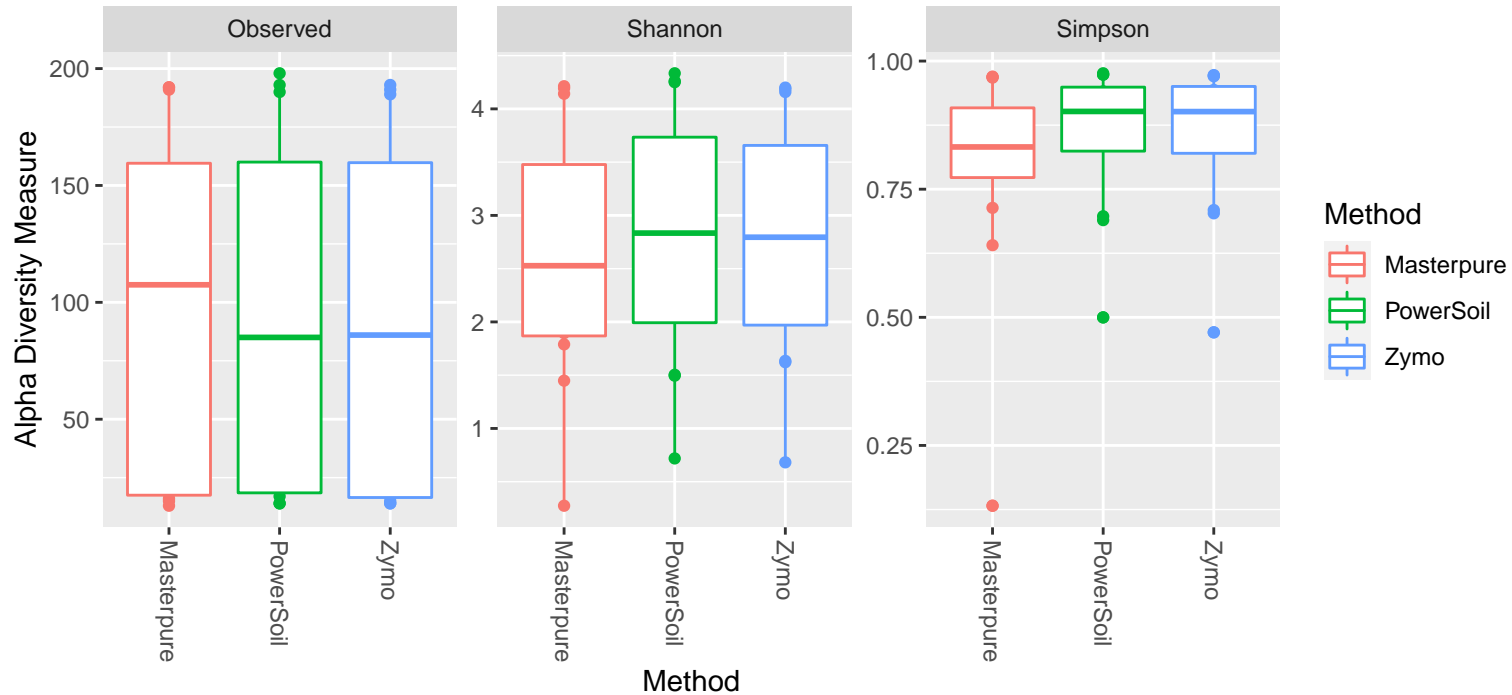 Observed
Shannon
Simpson
Alpha Diversity Measure
200
150
100
50
4
3
2
1
1.00
0.75
0.50
0.25
Masterpure
PowerSoil
Zymo
Masterpure
PowerSoil
Zymo
Masterpure
PowerSoil
Zymo
Method
Method
Masterpure
PowerSoil
Zymo